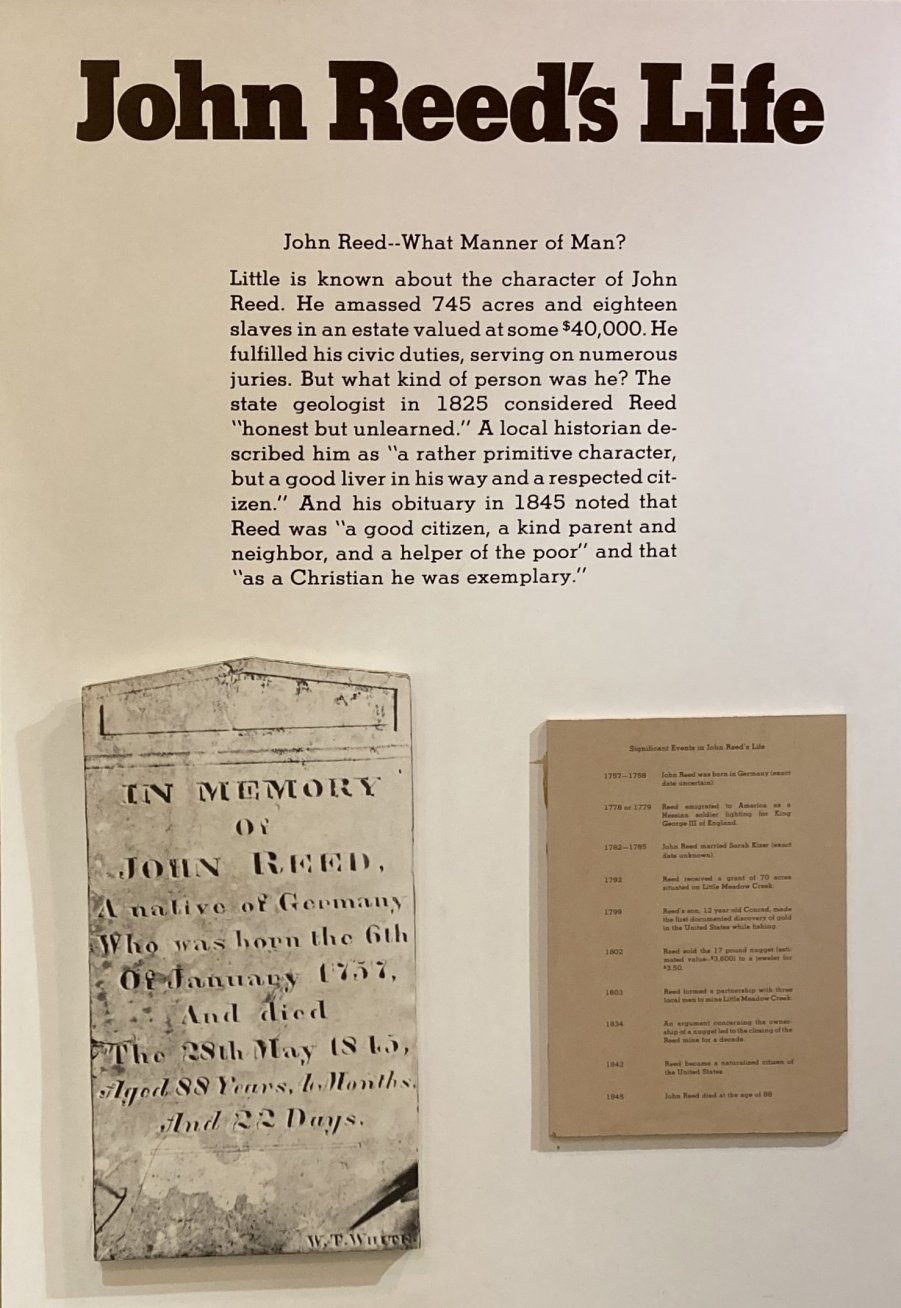 John Reed's Life
John Reed--What Manner of Man?
Little is known about the character of John
Reed. He amassed 745 acres and eighteen
slaves in an estate valued at some $40,000. He
fulfilled his civic duties, serving on numerous
juries. But what kind of person was he? The
state geologist in 1825 considered Reed
"honest but unlearned." A local historian de-
scribed him as "a rather primitive character,
but a good liver in his way and a respected cit-
izen." And his obituary in 1845 noted that
Reed was "a good citizen, a kind parent and
neighbor, and a helper of the poor" and that
"as a Christian he was exemplary."
IN MEMORY
Of
JOHN REED,
A native of Germany
Who was born the 6th
Of January 1757,
And died
The 28th May 1845,
Aged 88 Years, 4 Months.
And 22 Days.
W.T.
Significant Events in John Reed's Life
1757—1758 John Reed was born in Germany (exact
date uncertain).
1778 or 1779 Reed emigrated to America as a
Hessian soldier fighting for King
George III of England.
1782—1785 John Reed married Sarah Kizer (exact
date unknown).
1792 Reed received a grant of 70 acres
situated on Little Meadow Creek.
1799 Reed's son, 12 year old Conrad, made
the first documented discovery of gold
in the United States while fishing.
1802 Reed sold the 17 pound nugget (esti-
mated value-$3,600) to a jeweler for
$3.50.
1803 Reed formed a partnership with three
local men to mine Little Meadow Creek.
1834 An argument concerning the owner-
ship of a nugget led to the closing of the
Reed mine for a decade.
1842 Reed became a naturalized citizen of
the United States.
1845 John Reed died at the age of 88